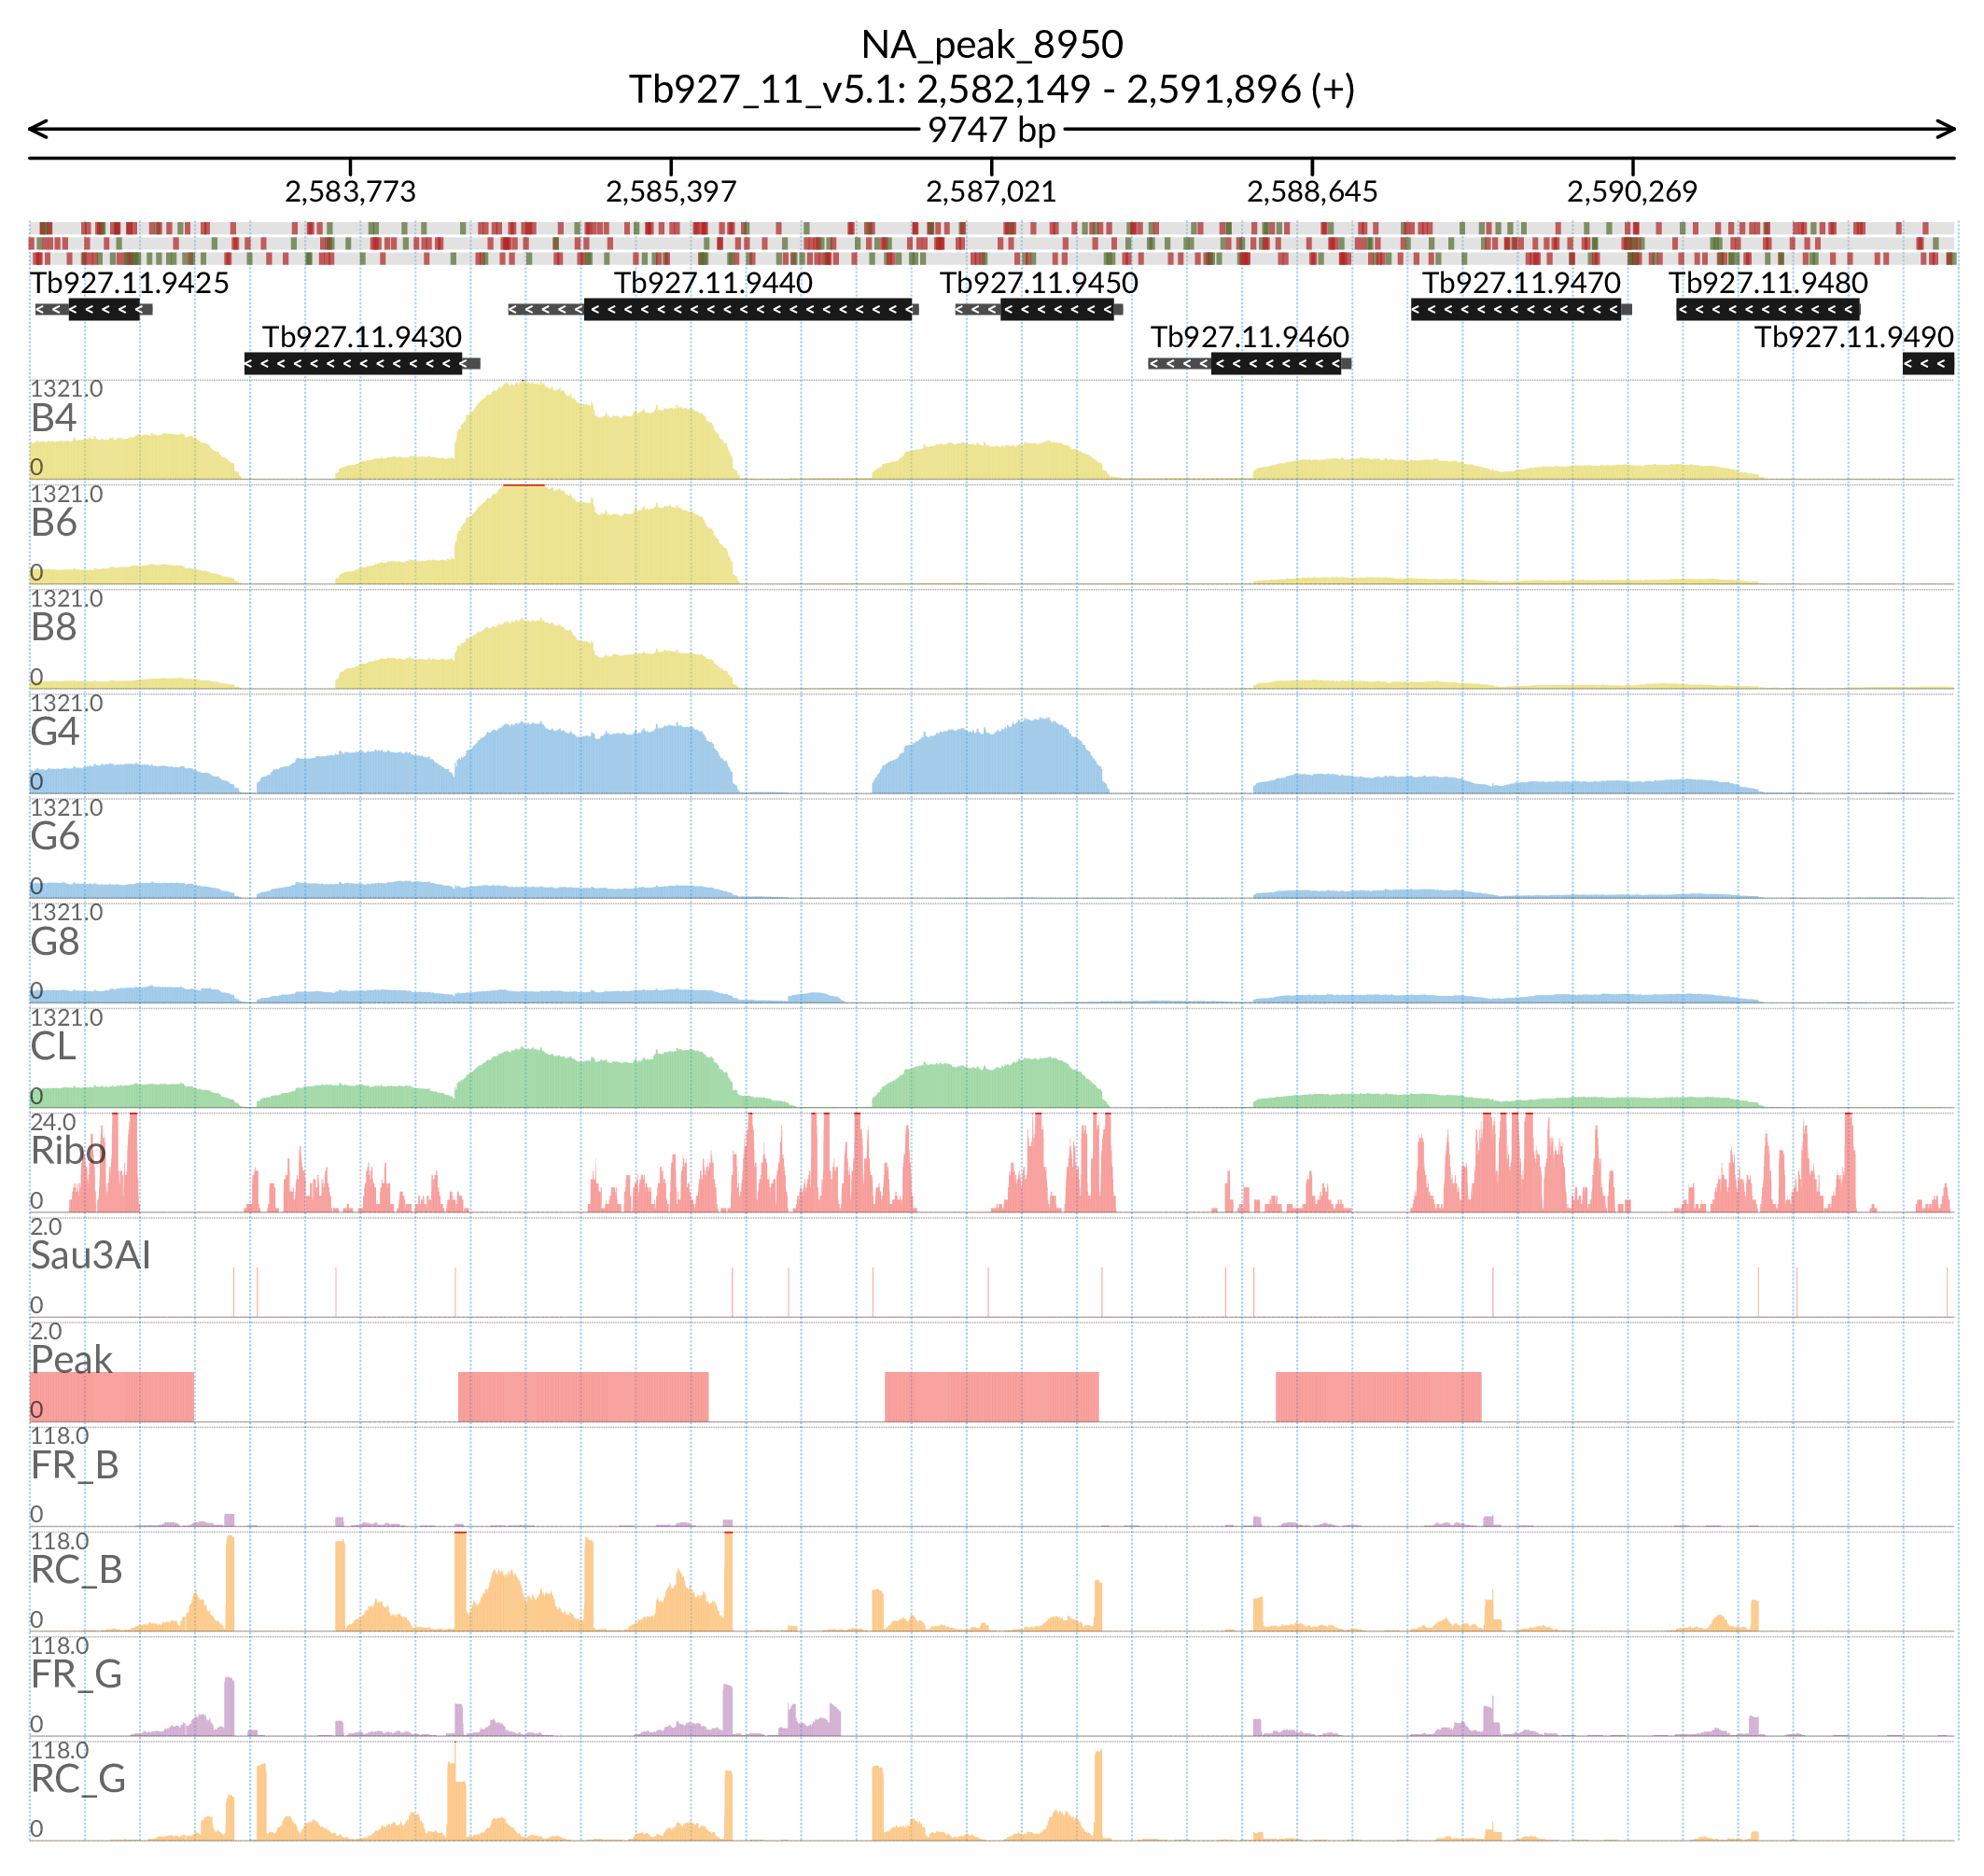 NA_peak_8950
Tb927_11_v5.1: 2,582,149 - 2,591,896 (+)
9747 bp
2,583,773 2,585,397 2,587,021 2,588,645 2,590,269
Tb927.11.9425 Tb927.11.9440 Tb927.11.9450 Tb927.11.9470 Tb927.11.9480
Tb927.11.9430 Tb927.11.9460 Tb927.11.9490
1321.0
B4
0
1321.0
B6
0
1321.0
B8
0
1321.0
G4
0
1321.0
G6
0
1321.0
G8
0
1321.0
CL
0
24.0
Ribo
0
2.0
Sau3AI
0
2.0
Peak
0
118.0
FR_B
0
118.0
RC_B
0
118.0
FR_G
0
118.0
RC_G
0